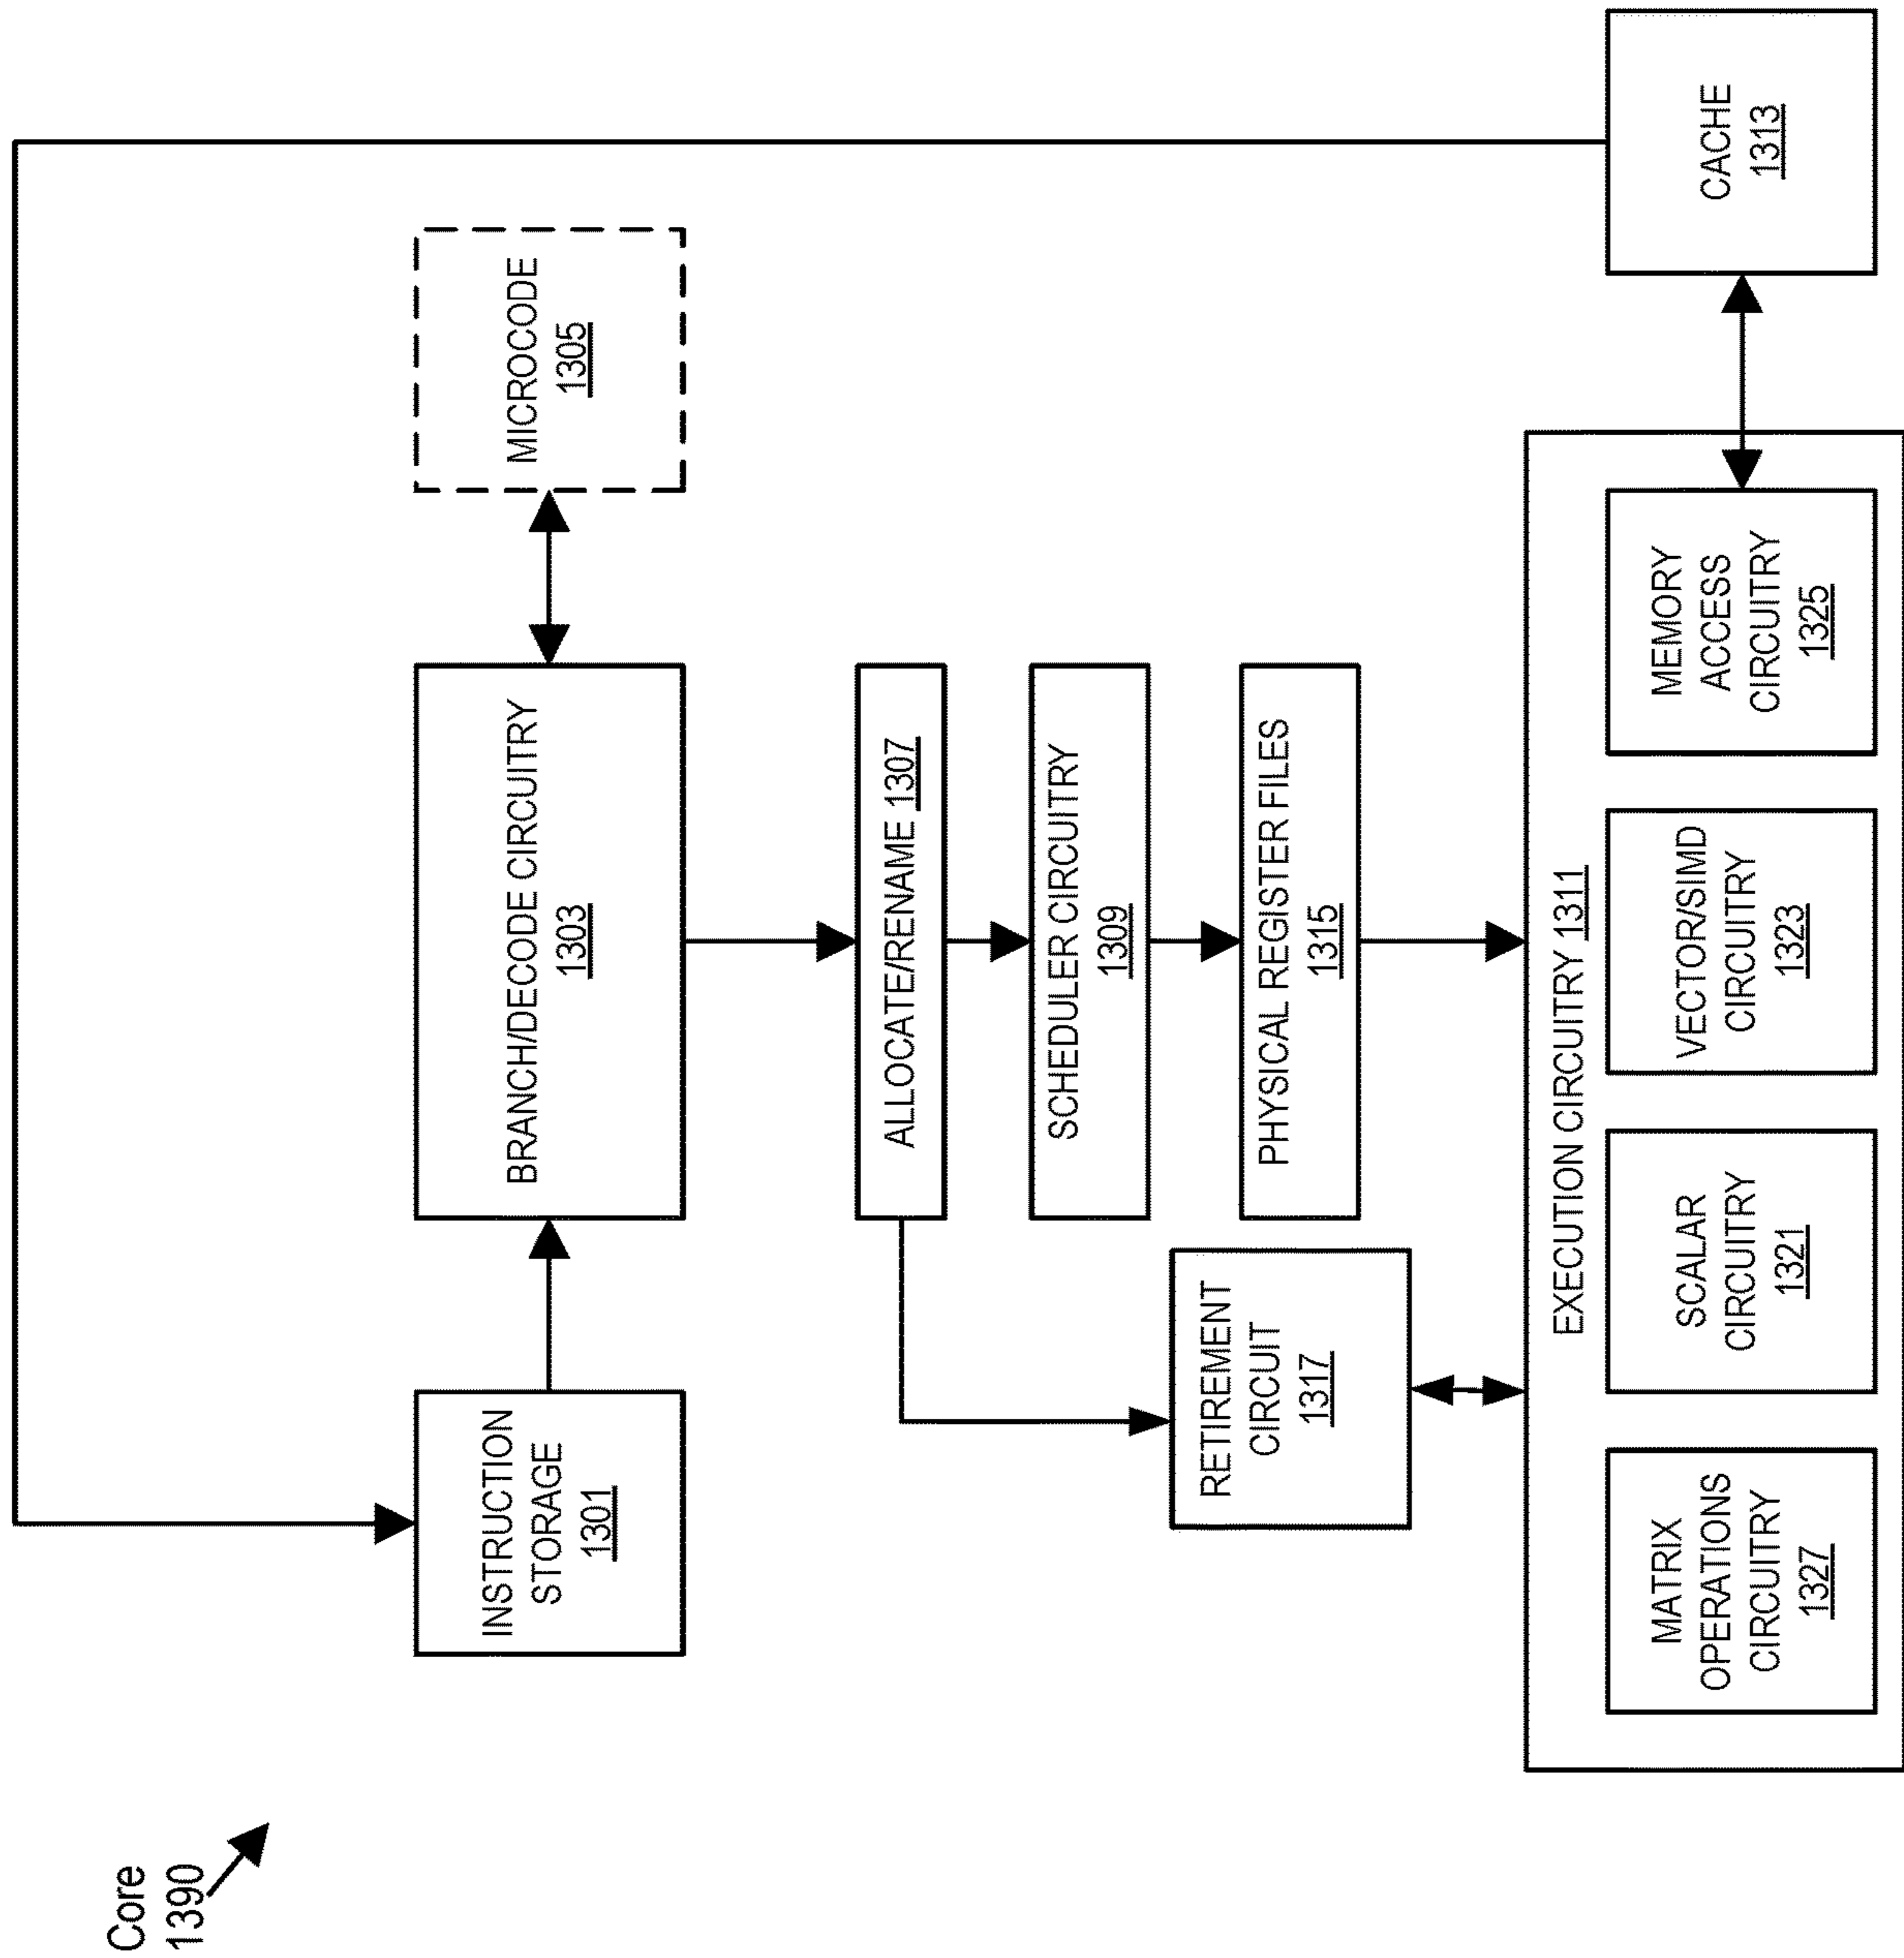 Core
1390
INSTRUCTION
STORAGE
1301
BRANCH/DECODE CIRCUITRY
1303
MICROCODE
1305
ALLOCATE/RENAME 1307
SCHEDULER CIRCUITRY
1309
PHYSICAL REGISTER FILES
1315
RETIREMENT
CIRCUIT
1317
EXECUTION CIRCUITRY 1311
MATRIX
OPERATIONS
CIRCUITRY
1327
SCALAR
CIRCUITRY
1321
VECTOR/SIMD
CIRCUITRY
1323
MEMORY
ACCESS
CIRCUITRY
1325
CACHE
1313